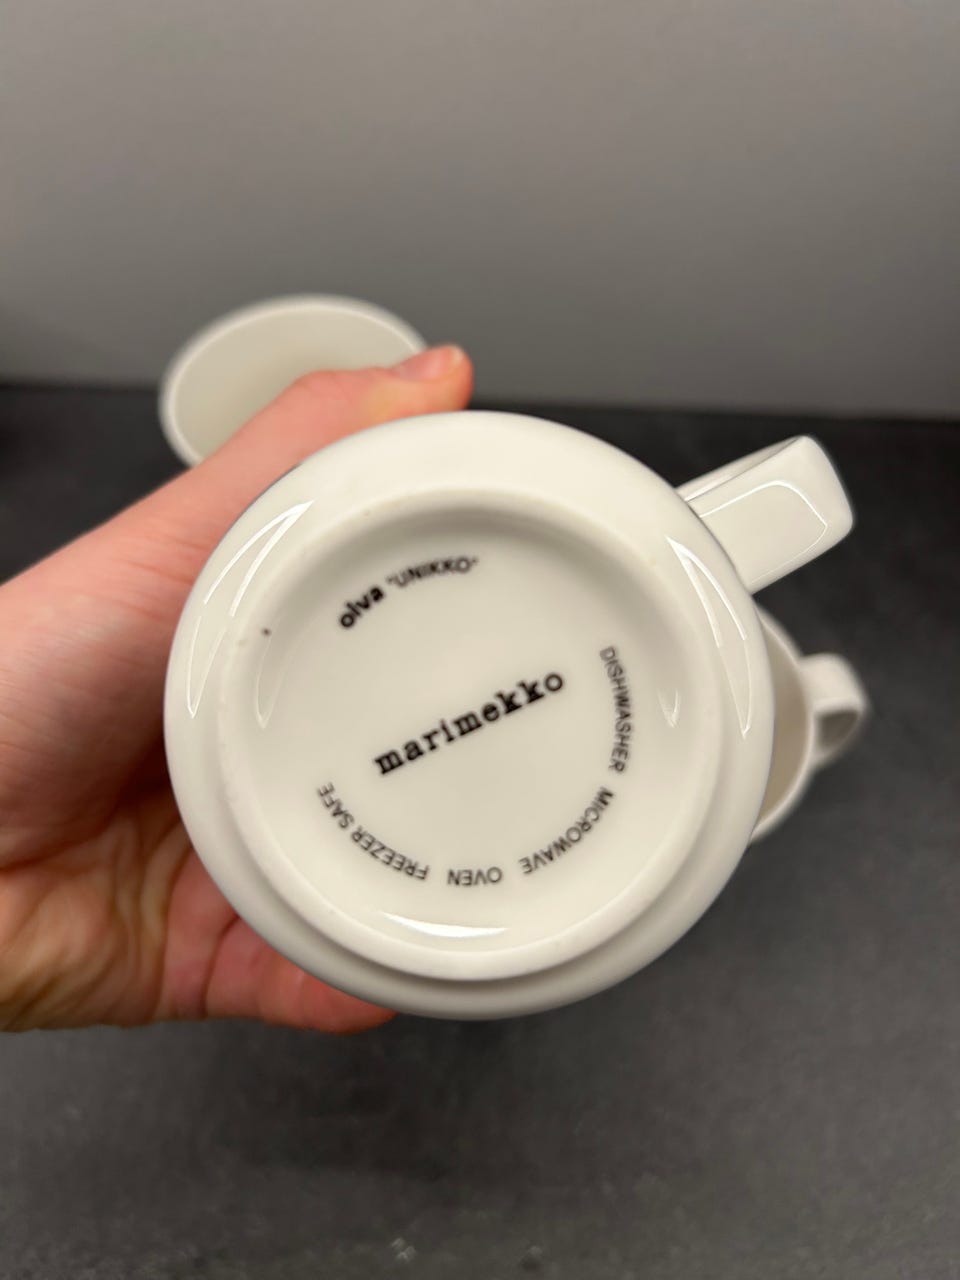 oiva "UNIKKO"
marimekko
DISHWASHER MICROWAVE OVEN FREEZER SAFE